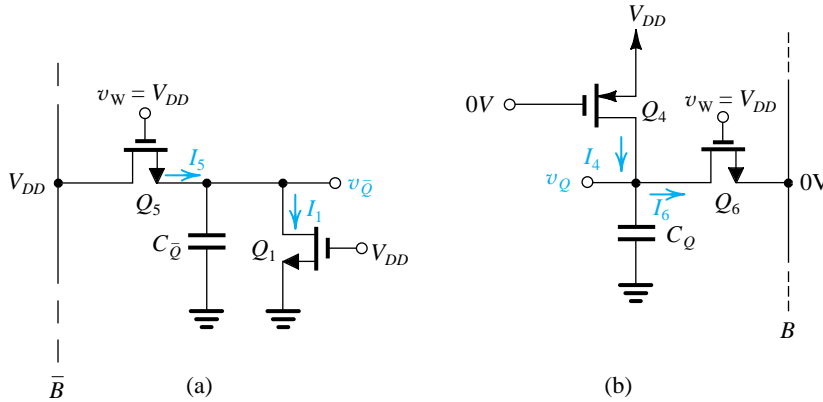 v_W = V_DD
V_DD
I_5
Q_5
v_Q̄
I_1
C_Q̄
Q_1
V_DD
B̄
(a)
V_DD
0V
Q_4
v_W = V_DD
I_4
v_Q
I_6
Q_6
0V
C_Q
B
(b)